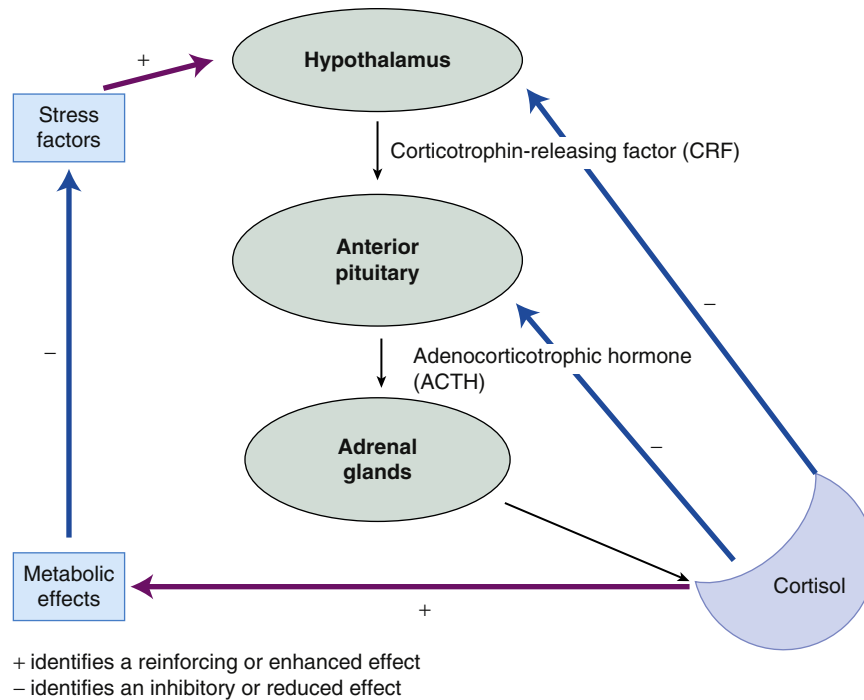 +
Hypothalamus
Stress
factors
Corticotrophin-releasing factor (CRF)
Anterior
pituitary
–
–
Adenocorticotrophic hormone
(ACTH)
–
Adrenal
glands
Metabolic
effects
Cortisol
+
+ identifies a reinforcing or enhanced effect
– identifies an inhibitory or reduced effect